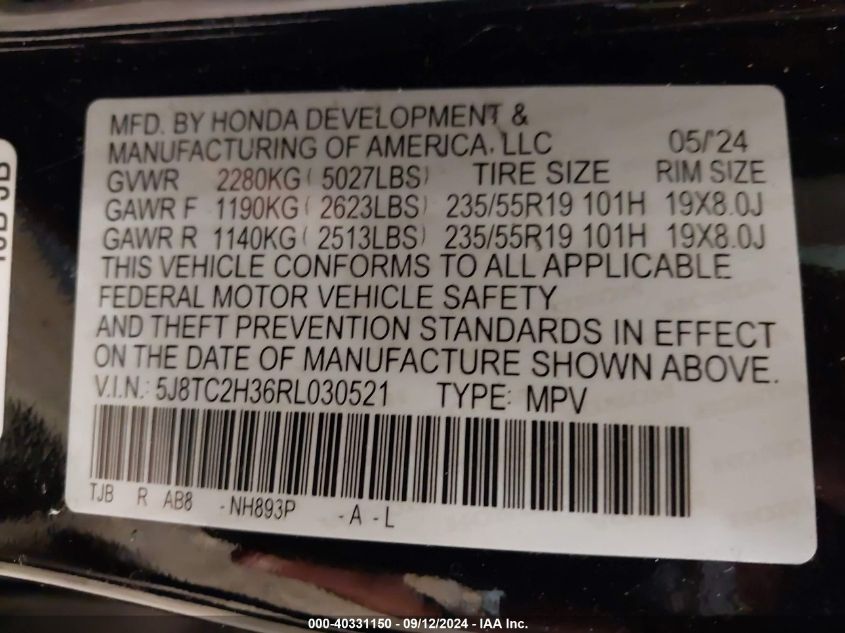 MFD. BY HONDA DEVELOPMENT &
MANUFACTURING OF AMERICA, LLC 05/'24
GVWR 2280KG ( 5027LBS) TIRE SIZE RIM SIZE
GAWR F 1190KG ( 2623LBS) 235/55R19 101H 19X8.0J
GAWR R 1140KG ( 2513LBS) 235/55R19 101H 19X8.0J
THIS VEHICLE CONFORMS TO ALL APPLICABLE
FEDERAL MOTOR VEHICLE SAFETY
AND THEFT PREVENTION STANDARDS IN EFFECT
ON THE DATE OF MANUFACTURE SHOWN ABOVE.
V.I.N.: 5J8TC2H36RL030521 TYPE: MPV
TJB R AB8 -NH893P -A -L
000-40331150 - 09/12/2024 - IAA Inc.